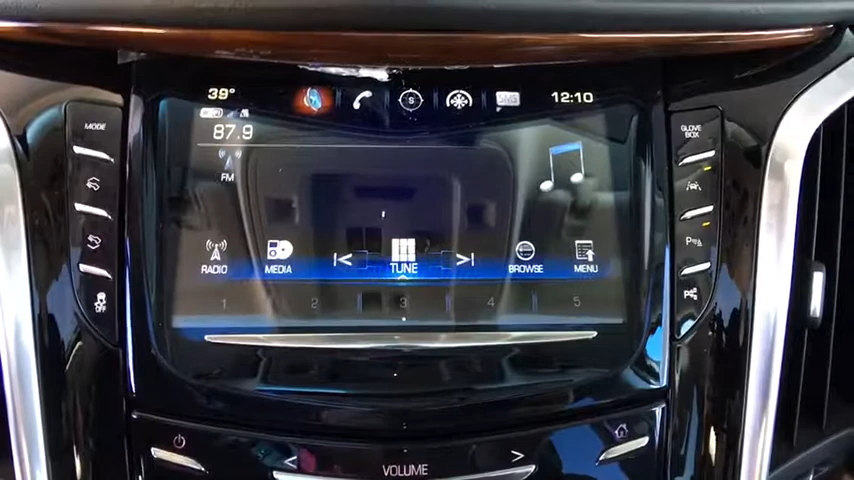 39°
S
SMS
12:10
MODE
GLOVE
BOX
87.9
FM
RADIO
MEDIA
TUNE
BROWSE
MENU
1 2 3 4 5
OFF
VOLUME